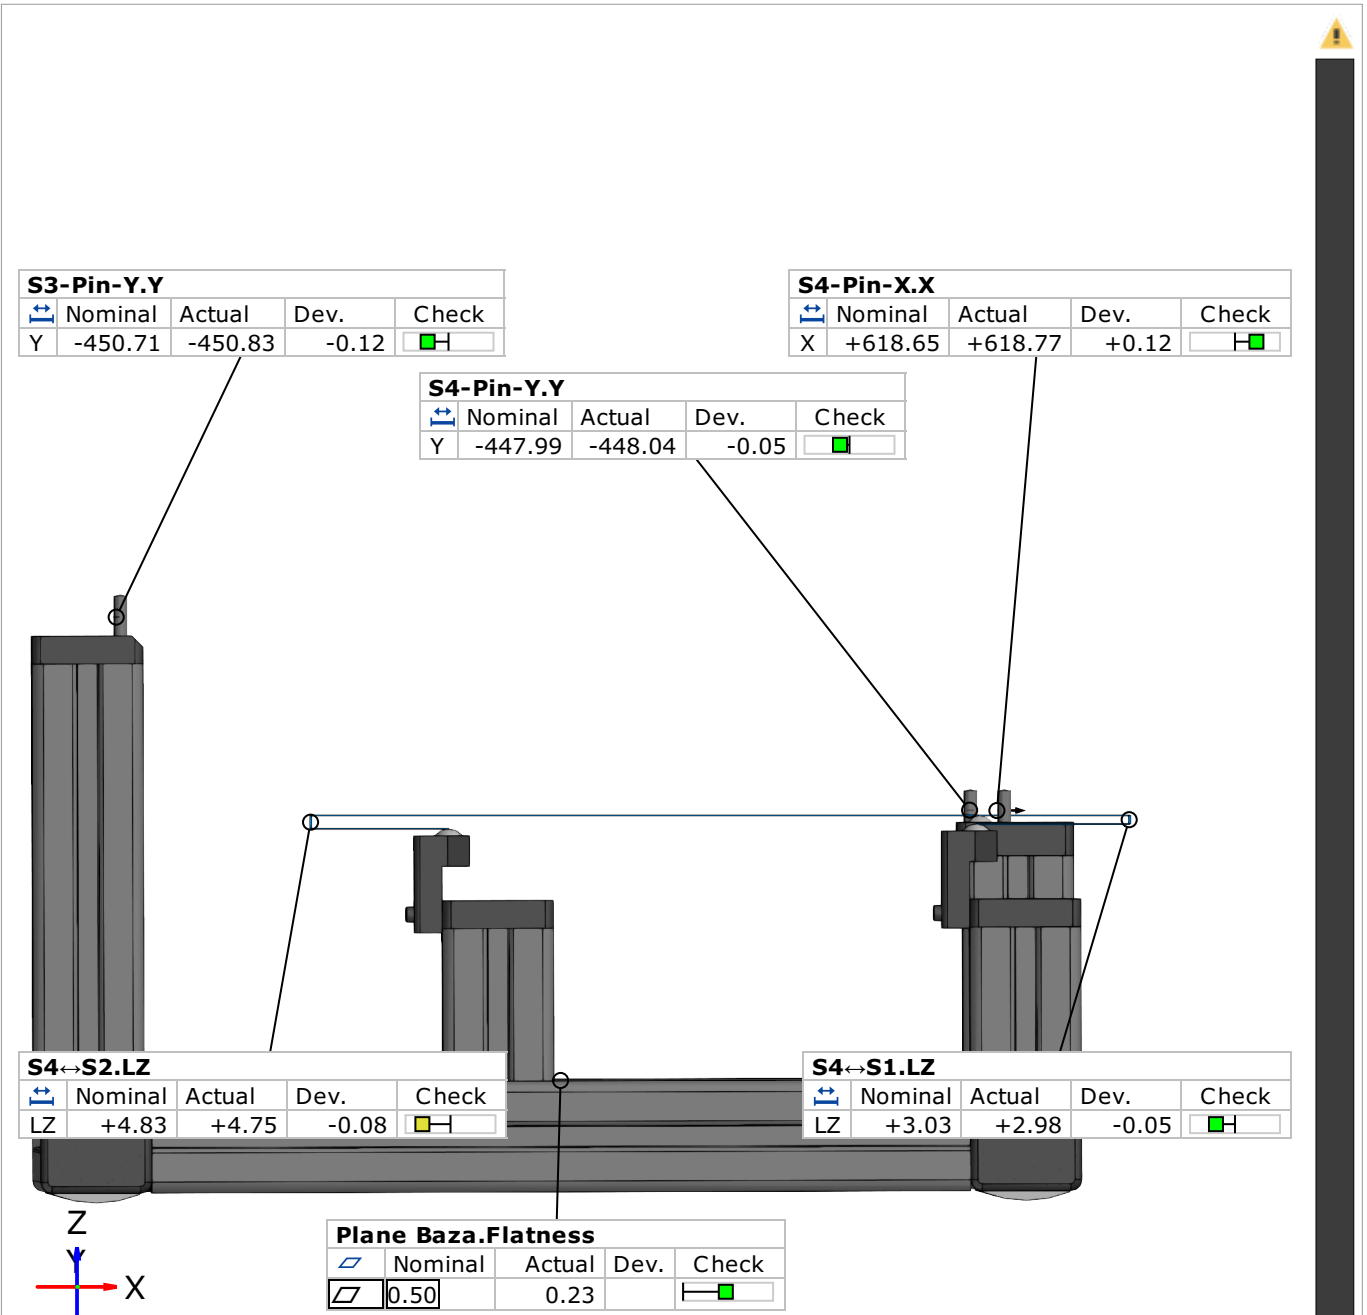 S3-Pin-Y.Y
Nominal Actual Dev. Check
Y -450.71 -450.83 -0.12
S4-Pin-X.X
Nominal Actual Dev. Check
X +618.65 +618.77 +0.12
S4-Pin-Y.Y
Nominal Actual Dev. Check
Y -447.99 -448.04 -0.05
S4↔S2.LZ
Nominal Actual Dev. Check
LZ +4.83 +4.75 -0.08
S4↔S1.LZ
Nominal Actual Dev. Check
LZ +3.03 +2.98 -0.05
Plane Baza.Flatness
Nominal Actual Dev. Check
0.50 0.23
Z
Y
X